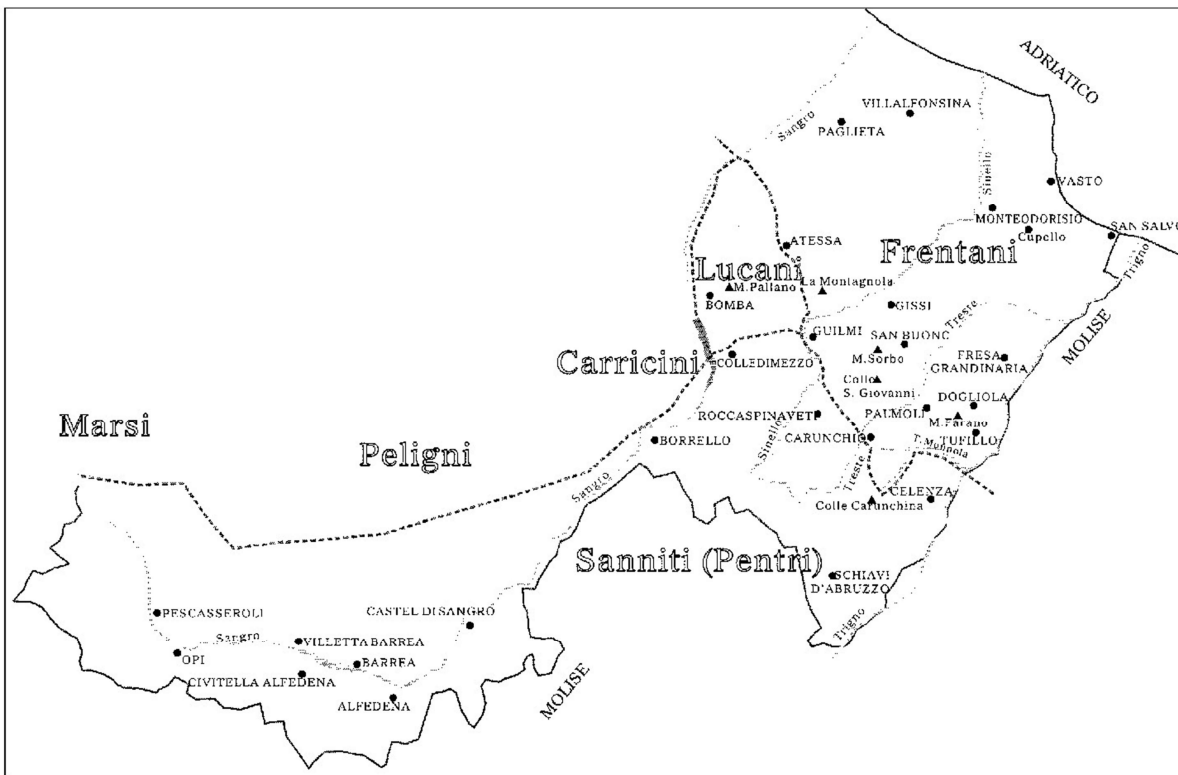 ADRIATICO
VILLALFONSINA
Sangro
PAGLIETA
Sinello
VASTO
MONTEODORISIO
Cupello
SAN SALVO
Trigno
ATESSA
Frentani
Lucani
M. Pallano
La Montagnola
BOMBA
GISSI
Treste
MOLISE
GUILMI
SAN BUONO
Carricini
COLLEDIMEZZO
M. Sorbo
FRESA
GRANDINARIA
Colle
S. Giovanni
DOGLIOLA
ROCCASPINAVETI
PALMOLI
M. Farano
Marsi
BORRELLO
Sinello
CARUNCHIO
TUFILLO
Peligni
T. Mannola
Treste
Sangro
CELENZA
Colle Carunchina
Sanniti (Pentri)
SCHIAVI
D'ABRUZZO
PESCASSEROLI
CASTEL DI SANGRO
Trigno
Sangro
VILLETTA BARREA
OPI
BARREA
CIVITELLA ALFEDENA
MOLISE
ALFEDENA